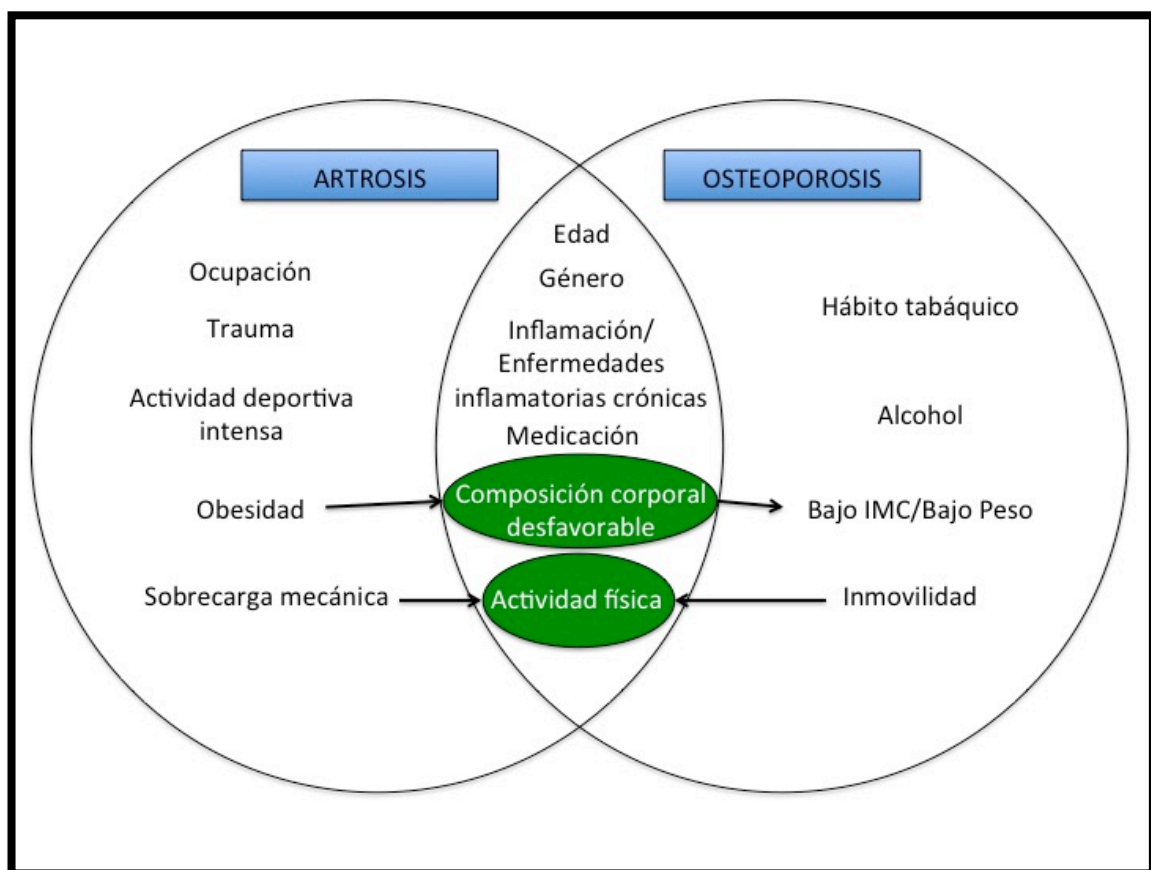 ARTROSIS
OSTEOPOROSIS
Ocupación
Trauma
Actividad deportiva
intensa
Obesidad
Sobrecarga mecánica
Edad
Género
Inflamación/
Enfermedades
inflamatorias crónicas
Medicación
Composición corporal
desfavorable
Actividad física
Hábito tabáquico
Alcohol
Bajo IMC/Bajo Peso
Inmovilidad